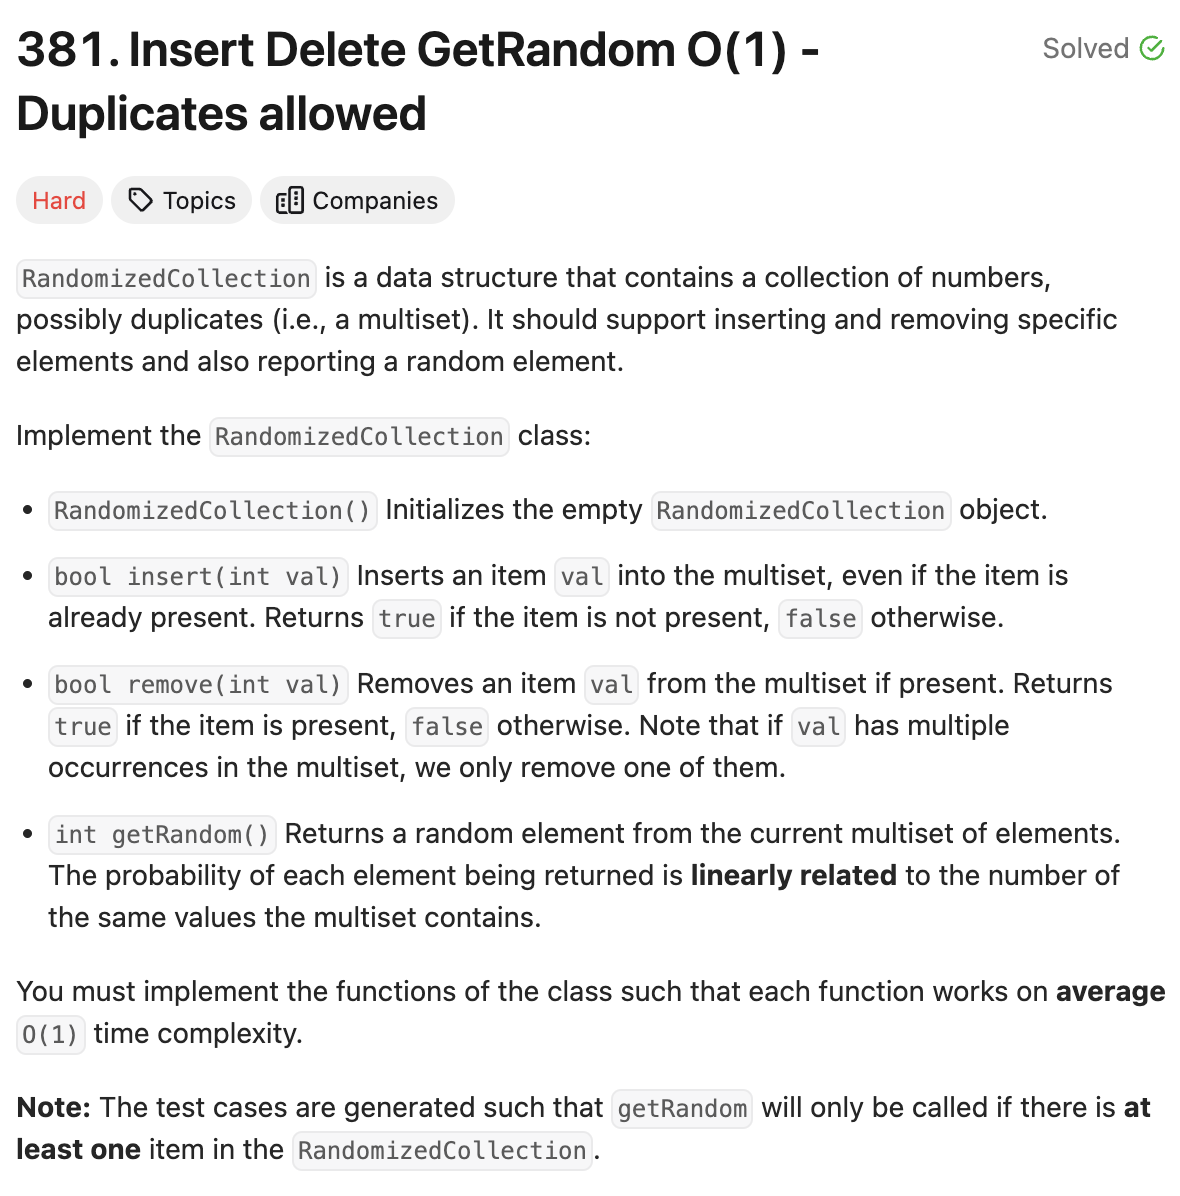 381. Insert Delete GetRandom O(1) -
Solved
Duplicates allowed
Hard
Topics
Companies
RandomizedCollection is a data structure that contains a collection of numbers,
possibly duplicates (i.e., a multiset). It should support inserting and removing specific
elements and also reporting a random element.
Implement the RandomizedCollection class:
• RandomizedCollection() Initializes the empty RandomizedCollection object.
• bool insert(int val) Inserts an item val into the multiset, even if the item is
already present. Returns true if the item is not present, false otherwise.
• bool remove(int val) Removes an item val from the multiset if present. Returns
true if the item is present, false otherwise. Note that if val has multiple
occurrences in the multiset, we only remove one of them.
• int getRandom() Returns a random element from the current multiset of elements.
The probability of each element being returned is linearly related to the number of
the same values the multiset contains.
You must implement the functions of the class such that each function works on average
O(1) time complexity.
Note: The test cases are generated such that getRandom will only be called if there is at
least one item in the RandomizedCollection.